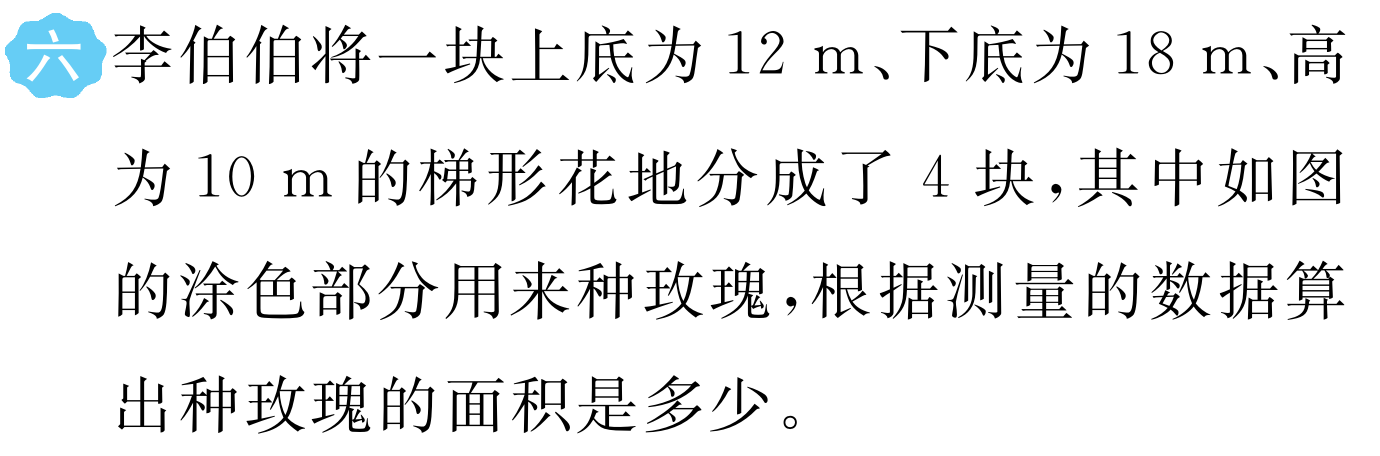 六 李伯伯将一块上底为 12 m、下底为 18 m、高
为 10 m 的梯形花地分成了 4 块,其中如图
的涂色部分用来种玫瑰,根据测量的数据算
出种玫瑰的面积是多少。